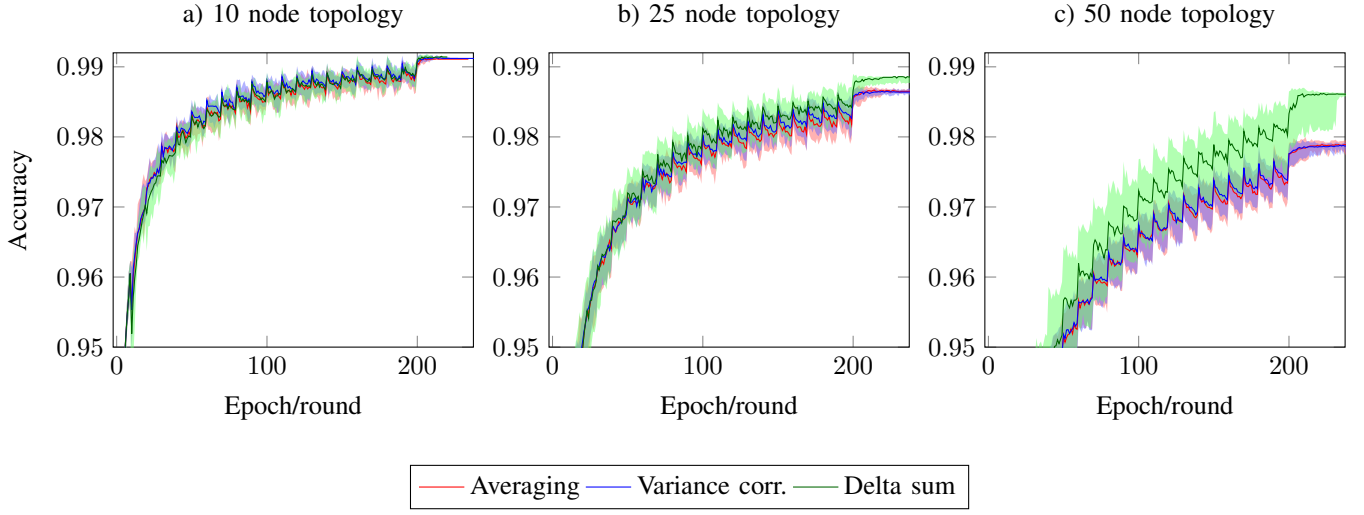 a) 10 node topology
0.99
0.98
0.97
0.96
0.95
0 100 200
Accuracy
Epoch/round
b) 25 node topology
0.99
0.98
0.97
0.96
0.95
0 100 200
Epoch/round
c) 50 node topology
0.99
0.98
0.97
0.96
0.95
0 100 200
Epoch/round
Averaging Variance corr. Delta sum